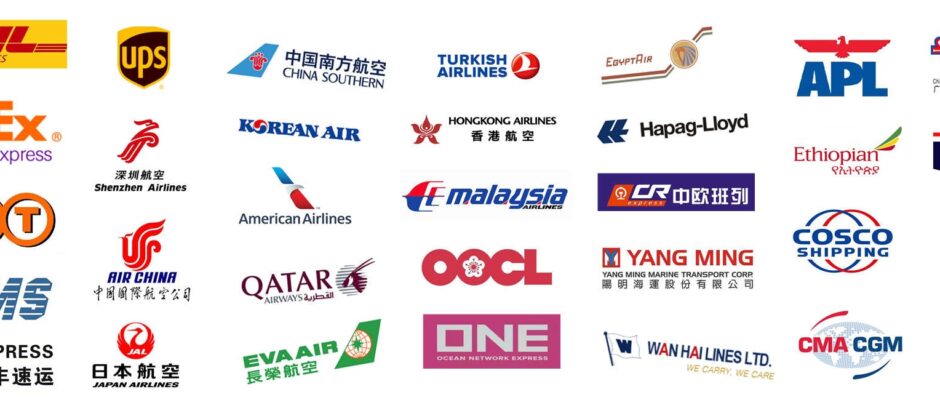 L
Ex®
xpress
T
MS
PRESS
速运
ups
深圳航空
Shenzhen Airlines
AIR CHINA
中國國際航空公司
JAL
日本航空
JAPAN AIRLINES
中国南方航空
CHINA SOUTHERN
KOREAN AIR
American Airlines
QATAR
AIRWAYS القطرية
EVA AIR
長榮航空
TURKISH
AIRLINES
HONGKONG AIRLINES
香港航空
malaysia
AIRLINES
OOCL
ONE
OCEAN NETWORK EXPRESS
EGYPTAIR
Hapag-Lloyd
CR 中欧班列
express
YANG MING
YANG MING MARINE TRANSPORT CORP.
陽明海運股份有限公司
W WAN HAI LINES LTD.
WE CARRY, WE CARE
APL
Ethiopian
የኢትዮጵያ
COSCO
SHIPPING
CMA CGM